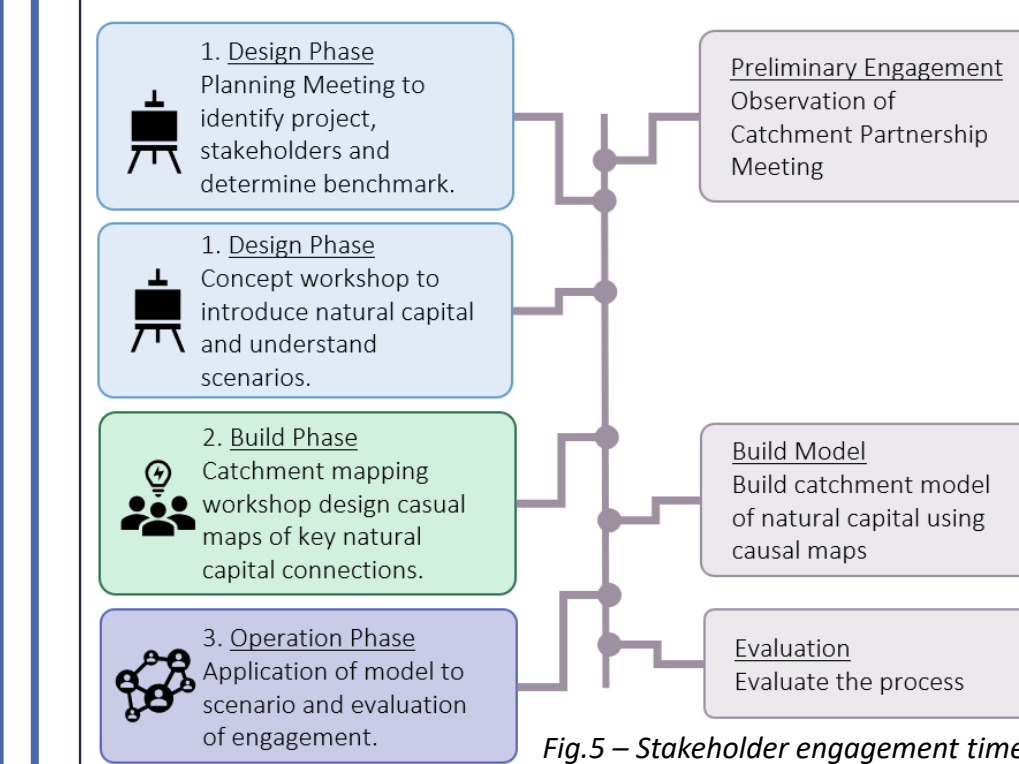 1. Design Phase
Planning Meeting to
identify project,
stakeholders and
determine benchmark.
1. Design Phase
Concept workshop to
introduce natural capital
and understand
scenarios.
2. Build Phase
Catchment mapping
workshop design casual
maps of key natural
capital connections.
3. Operation Phase
Application of model to
scenario and evaluation
of engagement.
Preliminary Engagement
Observation of
Catchment Partnership
Meeting
Build Model
Build catchment model
of natural capital using
causal maps
Evaluation
Evaluate the process
Fig.5 – Stakeholder engagement time